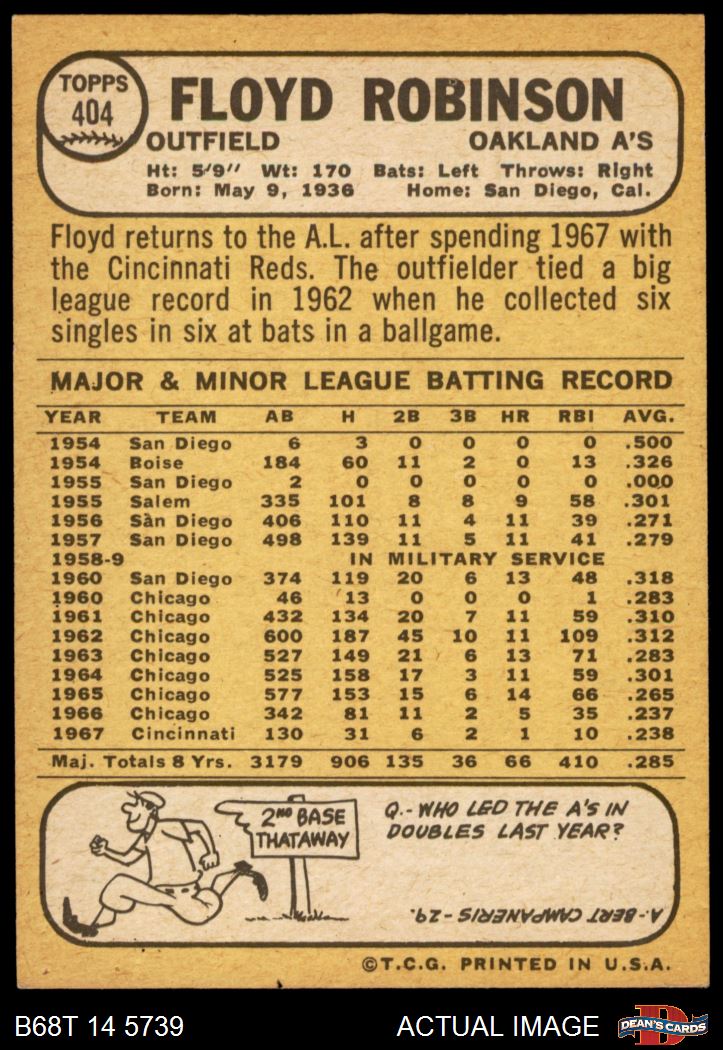 TOPPS
404
FLOYD ROBINSON
OUTFIELD OAKLAND A'S
Ht: 5'9'' Wt: 170 Bats: Left Throws: Right
Born: May 9, 1936 Home: San Diego, Cal.
Floyd returns to the A.L. after spending 1967 with
the Cincinnati Reds. The outfielder tied a big
league record in 1962 when he collected six
singles in six at bats in a ballgame.
MAJOR & MINOR LEAGUE BATTING RECORD
YEAR TEAM AB H 2B 3B HR RBI AVG.
1954 San Diego 6 3 0 0 0 0 .500
1954 Boise 184 60 11 2 0 13 .326
1955 San Diego 2 0 0 0 0 0 .000
1955 Salem 335 101 8 8 9 58 .301
1956 San Diego 406 110 11 4 11 39 .271
1957 San Diego 498 139 11 5 11 41 .279
1958-9 IN MILITARY SERVICE
1960 San Diego 374 119 20 6 13 48 .318
1960 Chicago 46 13 0 0 0 1 .283
1961 Chicago 432 134 20 7 11 59 .310
1962 Chicago 600 187 45 10 11 109 .312
1963 Chicago 527 149 21 6 13 71 .283
1964 Chicago 525 158 17 3 11 59 .301
1965 Chicago 577 153 15 6 14 66 .265
1966 Chicago 342 81 11 2 5 35 .237
1967 Cincinnati 130 31 6 2 1 10 .238
Maj. Totals 8 Yrs. 3179 906 135 36 66 410 .285
2ND BASE
THATAWAY
Q.- WHO LED THE A'S IN
DOUBLES LAST YEAR?
A.- BERT CAMPANERIS - 29.
©T.C.G. PRINTED IN U.S.A.
B68T 14 5739 ACTUAL IMAGE
D
DEAN'S CARDS